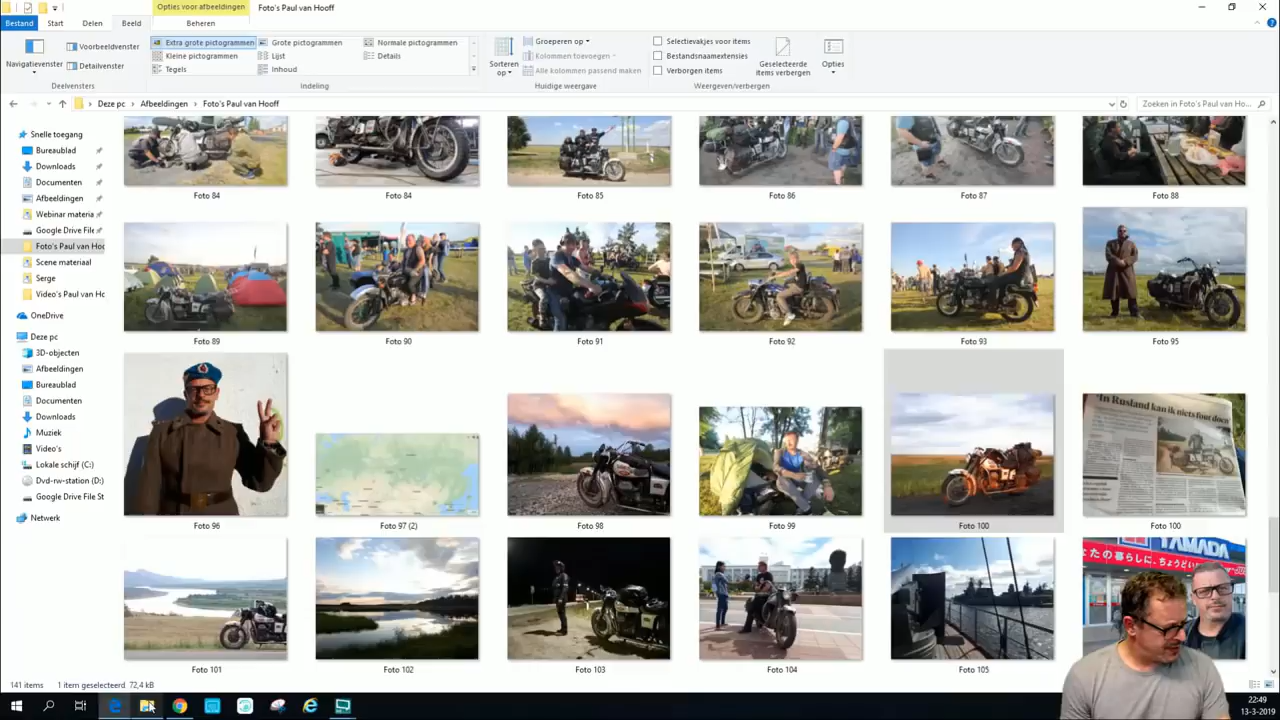 Opties voor afbeeldingen
Foto's Paul van Hooff
Bestand
Start
Delen
Beeld
Beheren
Navigatievenster
Voorbeeldvenster
Detailvenster
Deelvensters
Extra grote pictogrammen
Grote pictogrammen
Normale pictogrammen
Kleine pictogrammen
Lijst
Details
Tegels
Inhoud
Indeling
Sorteren op
Groeperen op
Kolommen toevoegen
Alle kolommen passend maken
Huidige weergave
Selectievakjes voor items
Bestandsnaamextensies
Verborgen items
Geselecteerde items verbergen
Weergeven/verbergen
Opties
Deze pc
Afbeeldingen
Foto's Paul van Hooff
Zoeken in Foto's Paul van Ho...
Snelle toegang
Bureaublad
Downloads
Documenten
Afbeeldingen
Webinar materia
Google Drive File
Foto's Paul van Hoo
Scene materiaal
Serge
Video's Paul van Ho
OneDrive
Deze pc
3D-objecten
Afbeeldingen
Bureaublad
Documenten
Downloads
Muziek
Video's
Lokale schijf (C:)
Dvd-rw-station (D:)
Google Drive File St
Netwerk
Foto 84
Foto 84
Foto 85
Foto 86
Foto 87
Foto 88
Foto 89
Foto 90
Foto 91
Foto 92
Foto 93
Foto 95
Foto 96
Foto 97 (2)
Foto 98
Foto 99
Foto 100
'In Rusland kan ik niets fout doen'
Foto 100
YAMADA
Foto 101
Foto 102
Foto 103
Foto 104
Foto 105
141 items
1 item geselecteerd 72,4 kB
22:49
13-3-2019